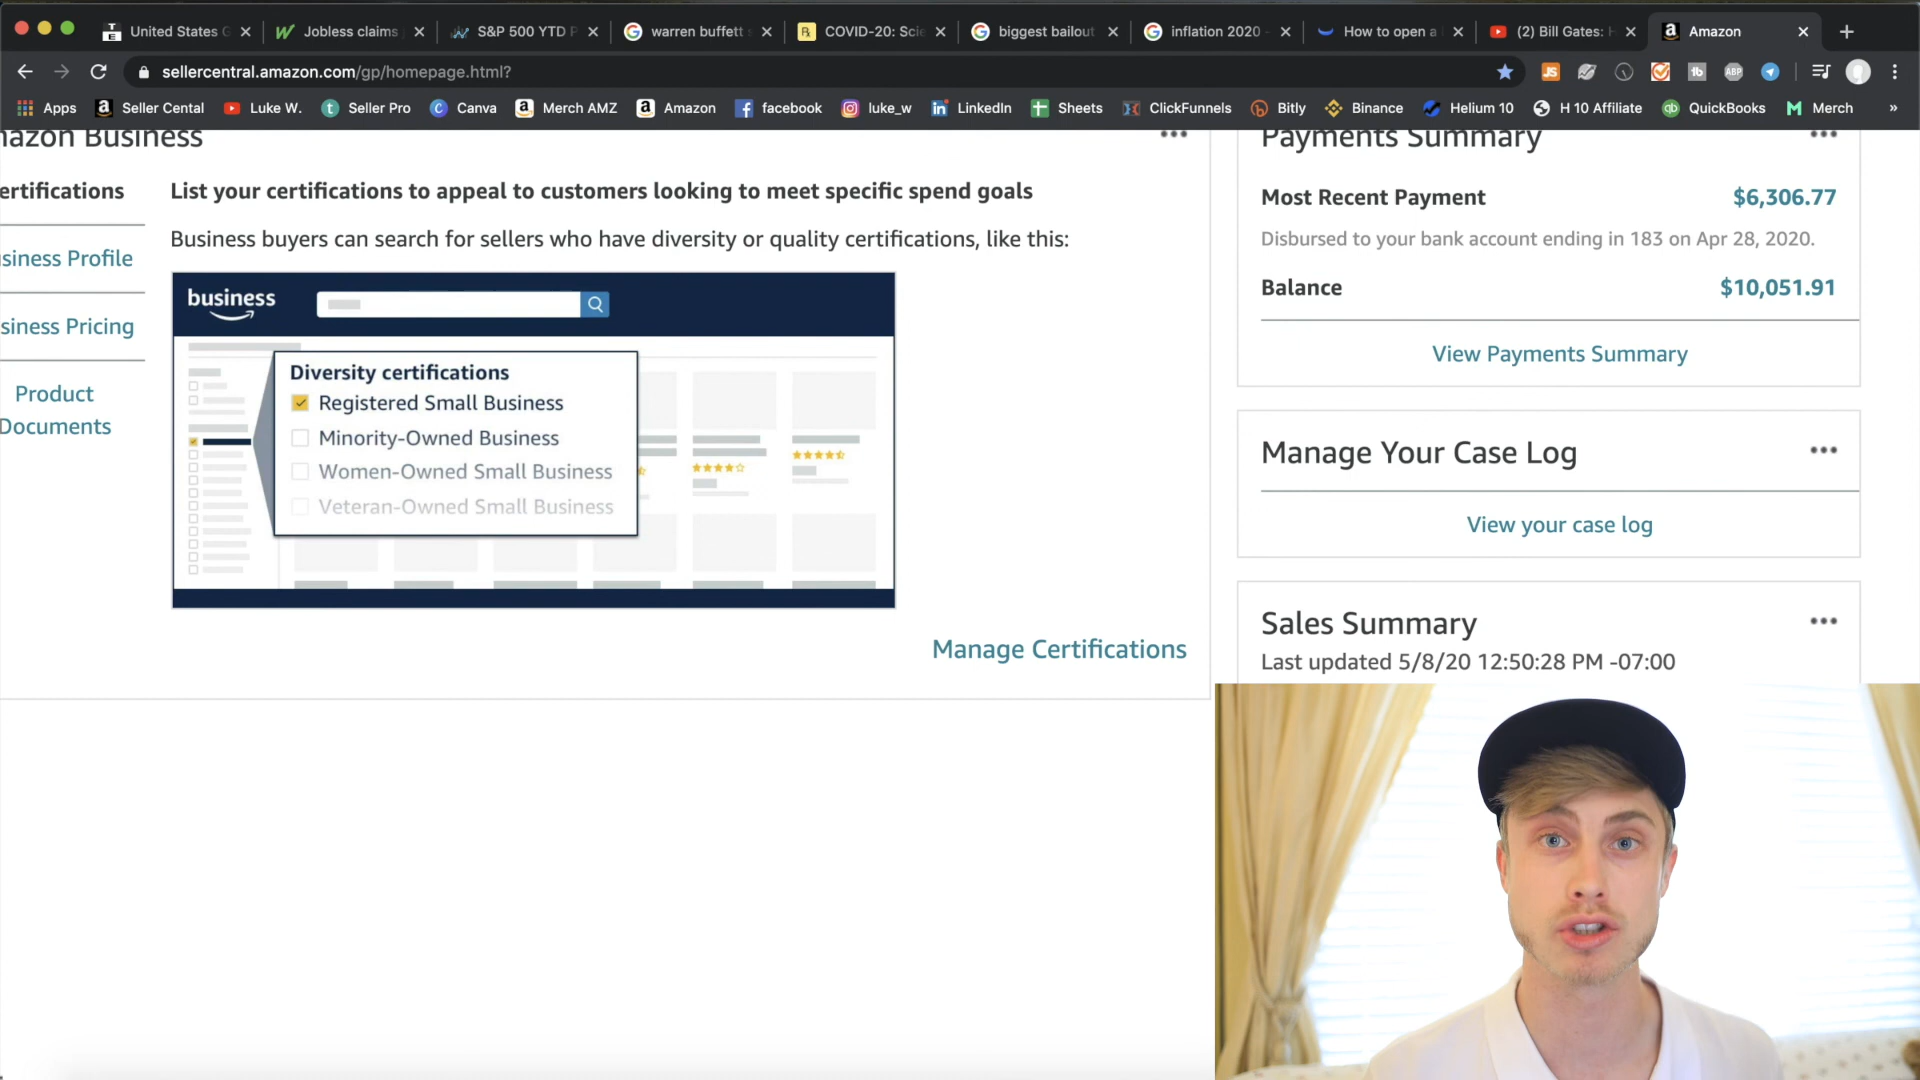 United States G
Jobless claims
S&P 500 YTD P
warren buffett s
COVID-20: Scie
biggest bailout
inflation 2020 -
How to open a
(2) Bill Gates: H
Amazon
sellercentral.amazon.com/gp/homepage.html?
Apps
Seller Cental
Luke W.
Seller Pro
Canva
Merch AMZ
Amazon
facebook
luke_w
LinkedIn
Sheets
ClickFunnels
Bitly
Binance
Helium 10
H 10 Affiliate
QuickBooks
Merch
»
mazon Business
ertifications
siness Profile
siness Pricing
Product
Documents
List your certifications to appeal to customers looking to meet specific spend goals
Business buyers can search for sellers who have diversity or quality certifications, like this:
business
Diversity certifications
Registered Small Business
Minority-Owned Business
Women-Owned Small Business
Veteran-Owned Small Business
Manage Certifications
Payments Summary
Most Recent Payment $6,306.77
Disbursed to your bank account ending in 183 on Apr 28, 2020.
Balance $10,051.91
View Payments Summary
Manage Your Case Log
View your case log
Sales Summary
Last updated 5/8/20 12:50:28 PM -07:00